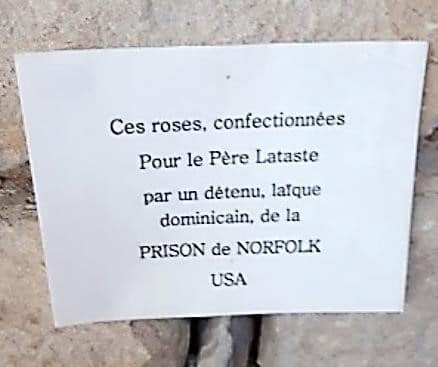 Ces roses, confectionnées
Pour le Père Lataste
par un détenu, laïque
dominicain, de la
PRISON de NORFOLK
USA